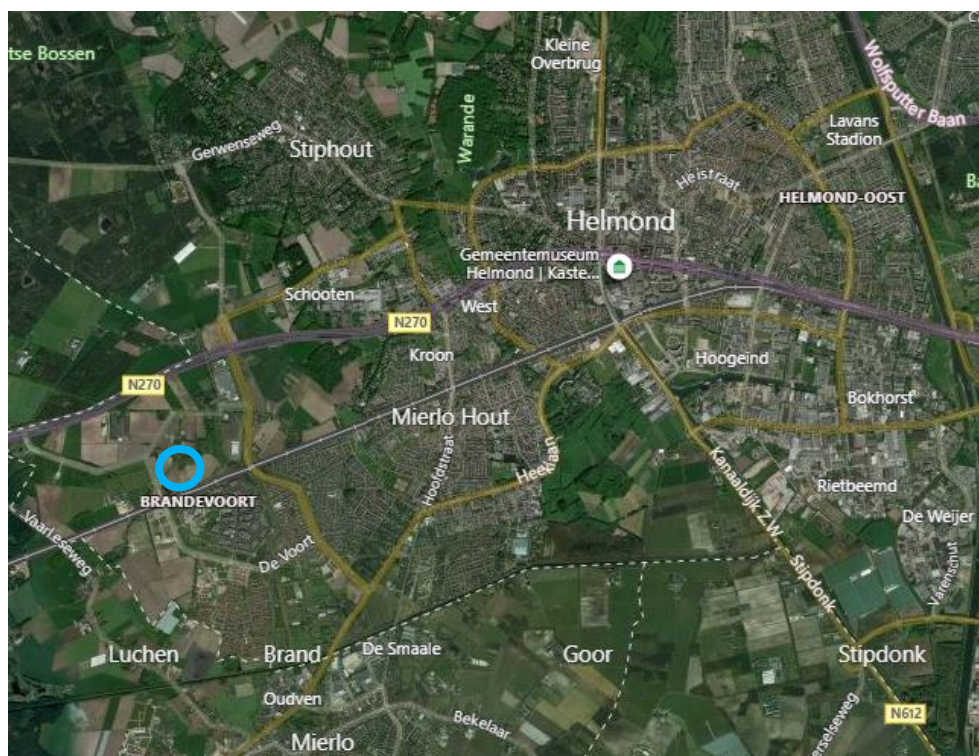 Kleine
Overbrug
tse Bossen
Wolfsputter Baan
Warande
Lavans
Stadion
Gerwenseweg
Stiphout
Heistraat
HELMOND-OOST
Helmond
Gemeentemuseum
Helmond | Kaste...
Schooten
West
N270
Kroon
Hoogeind
N270
Bokhorst
Mierlo Hout
Hoofdstraat
Kanaaldijk Z.W.
Rietbeemd
BRANDEVOORT
De Weijer
Vaarleseweg
De Voort
Stipdonk
Varenschut
Luchen
Brand
De Smaale
Goor
Stipdonk
Oudven
Bekelaar
N612
Mierlo